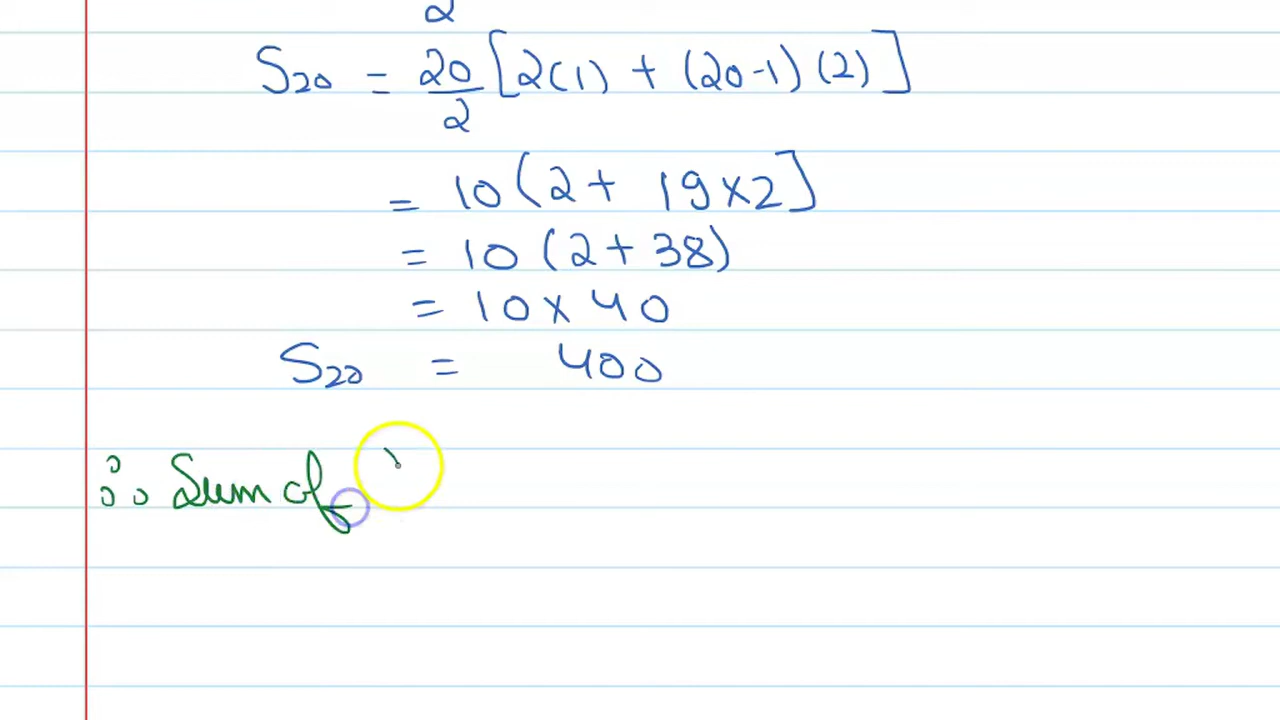 2
S₂₀ = 20/2 [2(1) + (20-1)(2)]
= 10(2+ 19×2]
= 10 (2+ 38)
= 10 × 40
S₂₀ = 400
∴ Sum of